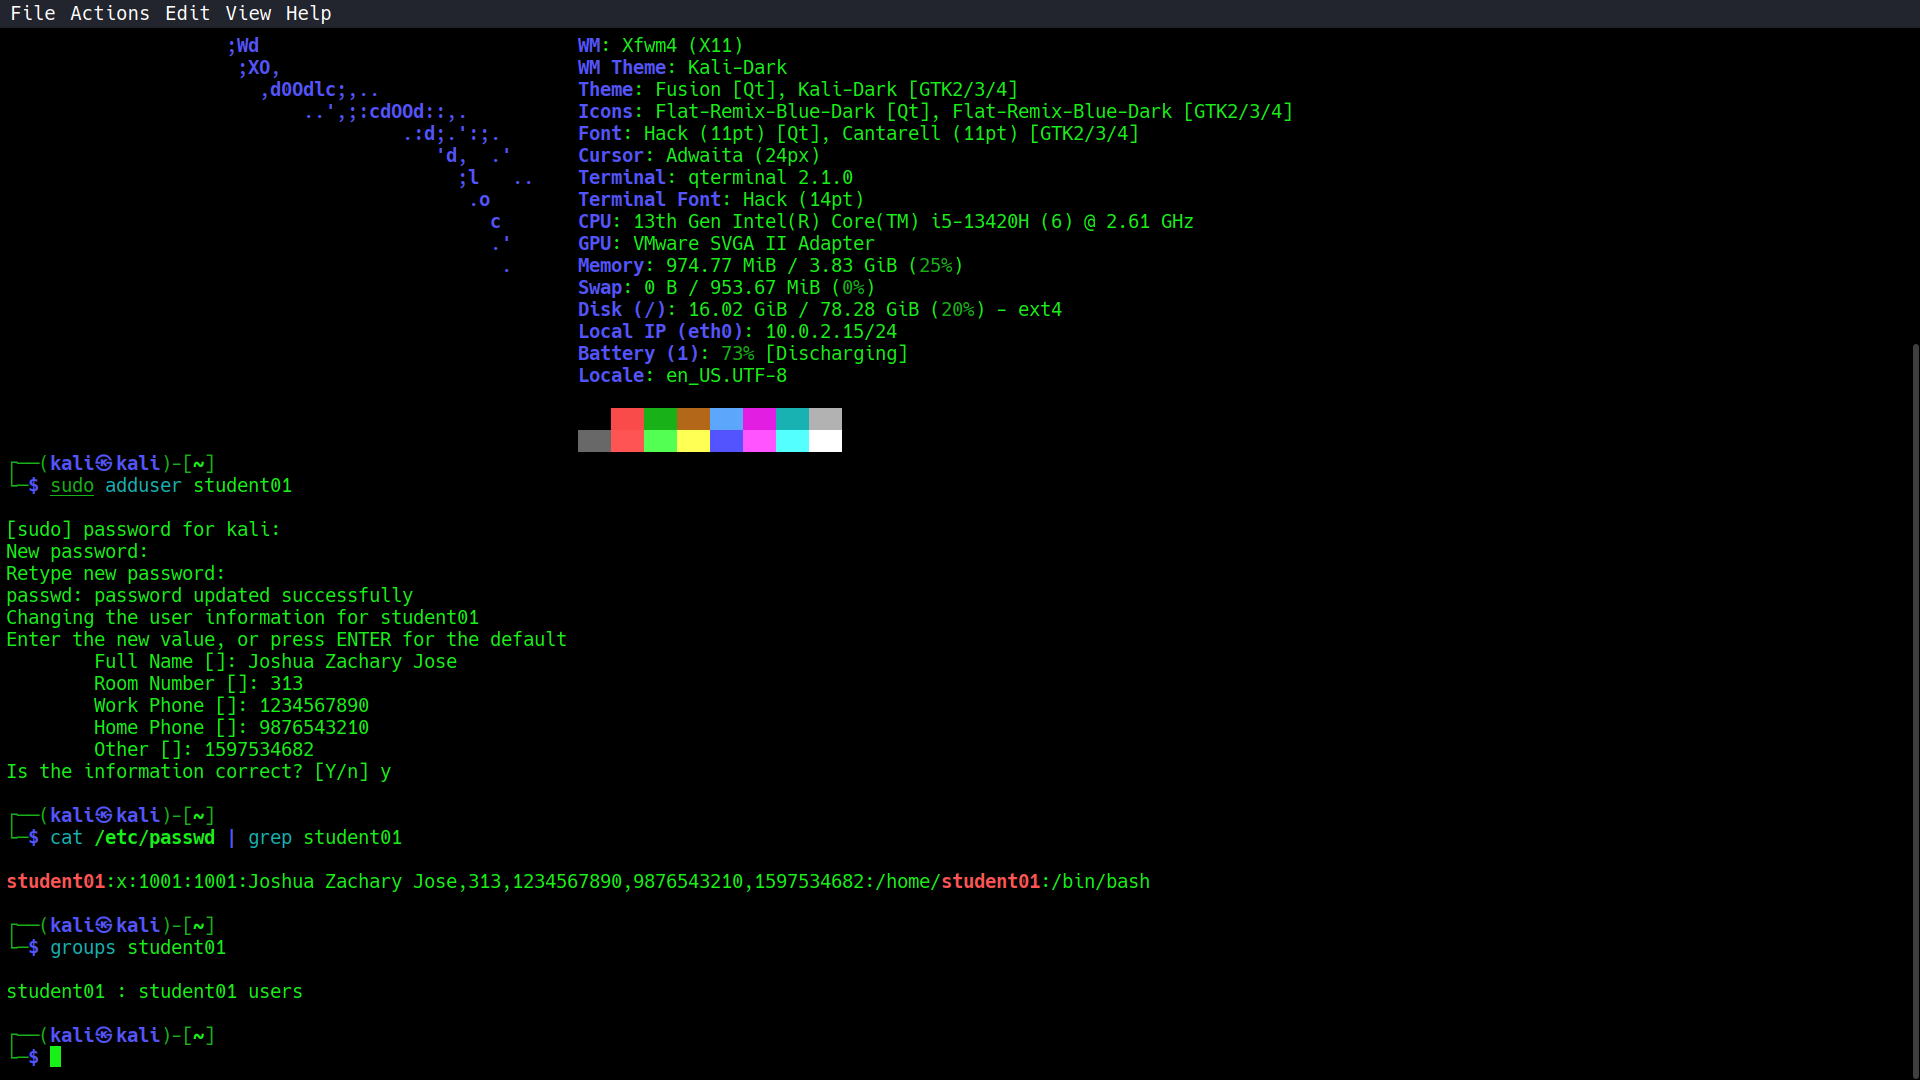 File Actions Edit View Help
;Wd WM: Xfwm4 (X11)
;XO, WM Theme: Kali-Dark
,d0Odlc;,.. Theme: Fusion [Qt], Kali-Dark [GTK2/3/4]
..',;:cdOOd::,. Icons: Flat-Remix-Blue-Dark [Qt], Flat-Remix-Blue-Dark [GTK2/3/4]
.:d;.':;. Font: Hack (11pt) [Qt], Cantarell (11pt) [GTK2/3/4]
'd, .' Cursor: Adwaita (24px)
;l .. Terminal: qterminal 2.1.0
.o Terminal Font: Hack (14pt)
c CPU: 13th Gen Intel(R) Core(TM) i5-13420H (6) @ 2.61 GHz
.' GPU: VMware SVGA II Adapter
. Memory: 974.77 MiB / 3.83 GiB (25%)
Swap: 0 B / 953.67 MiB (0%)
Disk (/): 16.02 GiB / 78.28 GiB (20%) - ext4
Local IP (eth0): 10.0.2.15/24
Battery (1): 73% [Discharging]
Locale: en_US.UTF-8
┌──(kali㉿kali)-[~]
└─$ sudo adduser student01
[sudo] password for kali:
New password:
Retype new password:
passwd: password updated successfully
Changing the user information for student01
Enter the new value, or press ENTER for the default
Full Name []: Joshua Zachary Jose
Room Number []: 313
Work Phone []: 1234567890
Home Phone []: 9876543210
Other []: 1597534682
Is the information correct? [Y/n] y
┌──(kali㉿kali)-[~]
└─$ cat /etc/passwd | grep student01
student01:x:1001:1001:Joshua Zachary Jose,313,1234567890,9876543210,1597534682:/home/student01:/bin/bash
┌──(kali㉿kali)-[~]
└─$ groups student01
student01 : student01 users
┌──(kali㉿kali)-[~]
└─$